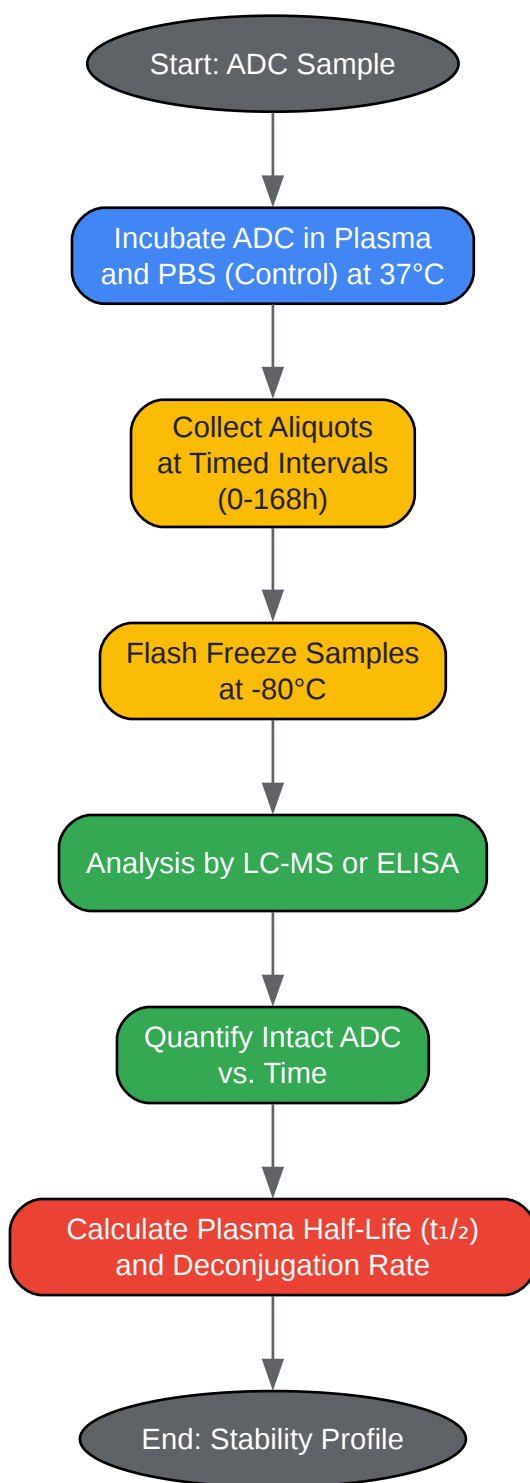 Start: ADC Sample
Incubate ADC in Plasma
and PBS (Control) at 37°C
Collect Aliquots
at Timed Intervals
(0-168h)
Flash Freeze Samples
at -80°C
Analysis by LC-MS or ELISA
Quantify Intact ADC
vs. Time
Calculate Plasma Half-Life (t₁/₂)
and Deconjugation Rate
End: Stability Profile